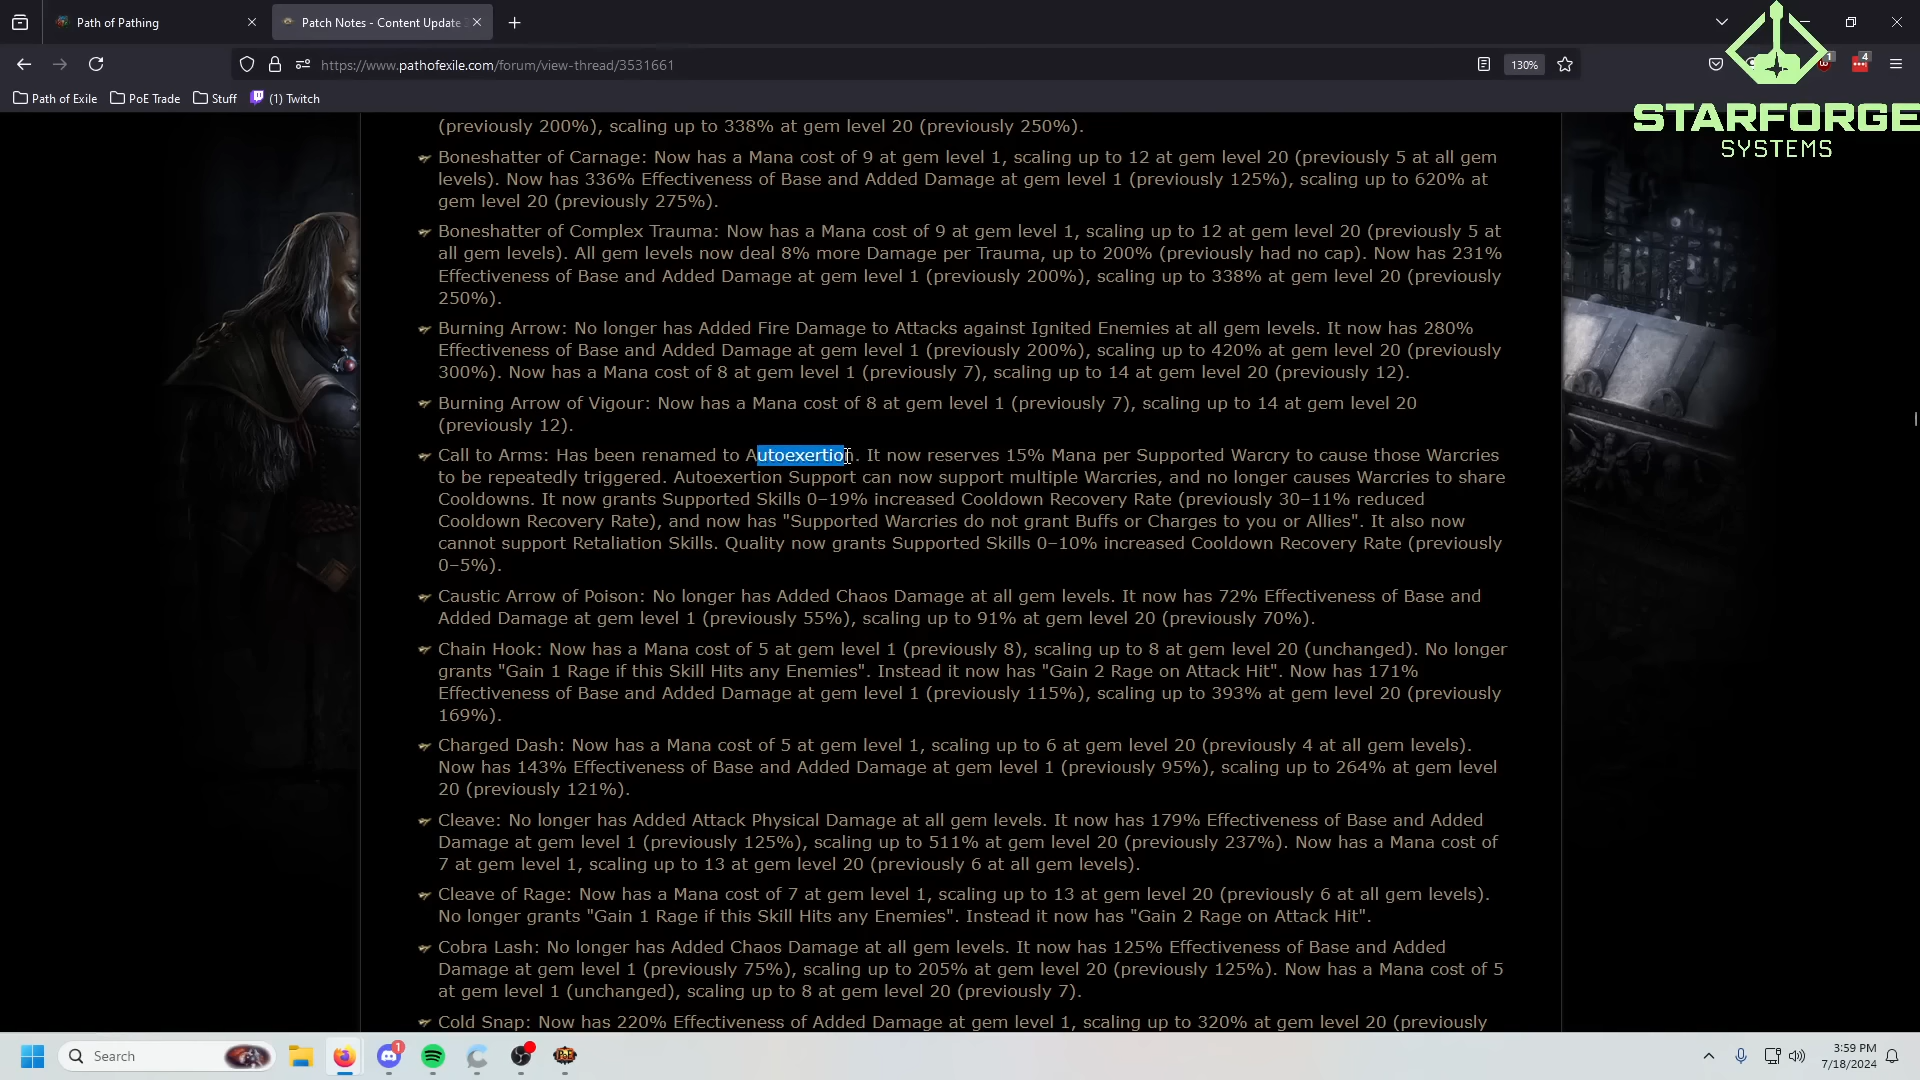 Path of Pathing
Patch Notes - Content Update 3
https://www.pathofexile.com/forum/view-thread/3531661
130%
1
4
Path of Exile
PoE Trade
Stuff
(1) Twitch
STARFORGE
SYSTEMS
(previously 200%), scaling up to 338% at gem level 20 (previously 250%).
Boneshatter of Carnage: Now has a Mana cost of 9 at gem level 1, scaling up to 12 at gem level 20 (previously 5 at all gem
levels). Now has 336% Effectiveness of Base and Added Damage at gem level 1 (previously 125%), scaling up to 620% at
gem level 20 (previously 275%).
Boneshatter of Complex Trauma: Now has a Mana cost of 9 at gem level 1, scaling up to 12 at gem level 20 (previously 5 at
all gem levels). All gem levels now deal 8% more Damage per Trauma, up to 200% (previously had no cap). Now has 231%
Effectiveness of Base and Added Damage at gem level 1 (previously 200%), scaling up to 338% at gem level 20 (previously
250%).
Burning Arrow: No longer has Added Fire Damage to Attacks against Ignited Enemies at all gem levels. It now has 280%
Effectiveness of Base and Added Damage at gem level 1 (previously 200%), scaling up to 420% at gem level 20 (previously
300%). Now has a Mana cost of 8 at gem level 1 (previously 7), scaling up to 14 at gem level 20 (previously 12).
Burning Arrow of Vigour: Now has a Mana cost of 8 at gem level 1 (previously 7), scaling up to 14 at gem level 20
(previously 12).
Call to Arms: Has been renamed to Autoexertion. It now reserves 15% Mana per Supported Warcry to cause those Warcries
to be repeatedly triggered. Autoexertion Support can now support multiple Warcries, and no longer causes Warcries to share
Cooldowns. It now grants Supported Skills 0–19% increased Cooldown Recovery Rate (previously 30–11% reduced
Cooldown Recovery Rate), and now has "Supported Warcries do not grant Buffs or Charges to you or Allies". It also now
cannot support Retaliation Skills. Quality now grants Supported Skills 0–10% increased Cooldown Recovery Rate (previously
0–5%).
Caustic Arrow of Poison: No longer has Added Chaos Damage at all gem levels. It now has 72% Effectiveness of Base and
Added Damage at gem level 1 (previously 55%), scaling up to 91% at gem level 20 (previously 70%).
Chain Hook: Now has a Mana cost of 5 at gem level 1 (previously 8), scaling up to 8 at gem level 20 (unchanged). No longer
grants "Gain 1 Rage if this Skill Hits any Enemies". Instead it now has "Gain 2 Rage on Attack Hit". Now has 171%
Effectiveness of Base and Added Damage at gem level 1 (previously 115%), scaling up to 393% at gem level 20 (previously
169%).
Charged Dash: Now has a Mana cost of 5 at gem level 1, scaling up to 6 at gem level 20 (previously 4 at all gem levels).
Now has 143% Effectiveness of Base and Added Damage at gem level 1 (previously 95%), scaling up to 264% at gem level
20 (previously 121%).
Cleave: No longer has Added Attack Physical Damage at all gem levels. It now has 179% Effectiveness of Base and Added
Damage at gem level 1 (previously 125%), scaling up to 511% at gem level 20 (previously 237%). Now has a Mana cost of
7 at gem level 1, scaling up to 13 at gem level 20 (previously 6 at all gem levels).
Cleave of Rage: Now has a Mana cost of 7 at gem level 1, scaling up to 13 at gem level 20 (previously 6 at all gem levels).
No longer grants "Gain 1 Rage if this Skill Hits any Enemies". Instead it now has "Gain 2 Rage on Attack Hit".
Cobra Lash: No longer has Added Chaos Damage at all gem levels. It now has 125% Effectiveness of Base and Added
Damage at gem level 1 (previously 75%), scaling up to 205% at gem level 20 (previously 125%). Now has a Mana cost of 5
at gem level 1 (unchanged), scaling up to 8 at gem level 20 (previously 7).
Cold Snap: Now has 220% Effectiveness of Added Damage at gem level 1, scaling up to 320% at gem level 20 (previously
Search
1
3:59 PM
7/18/2024